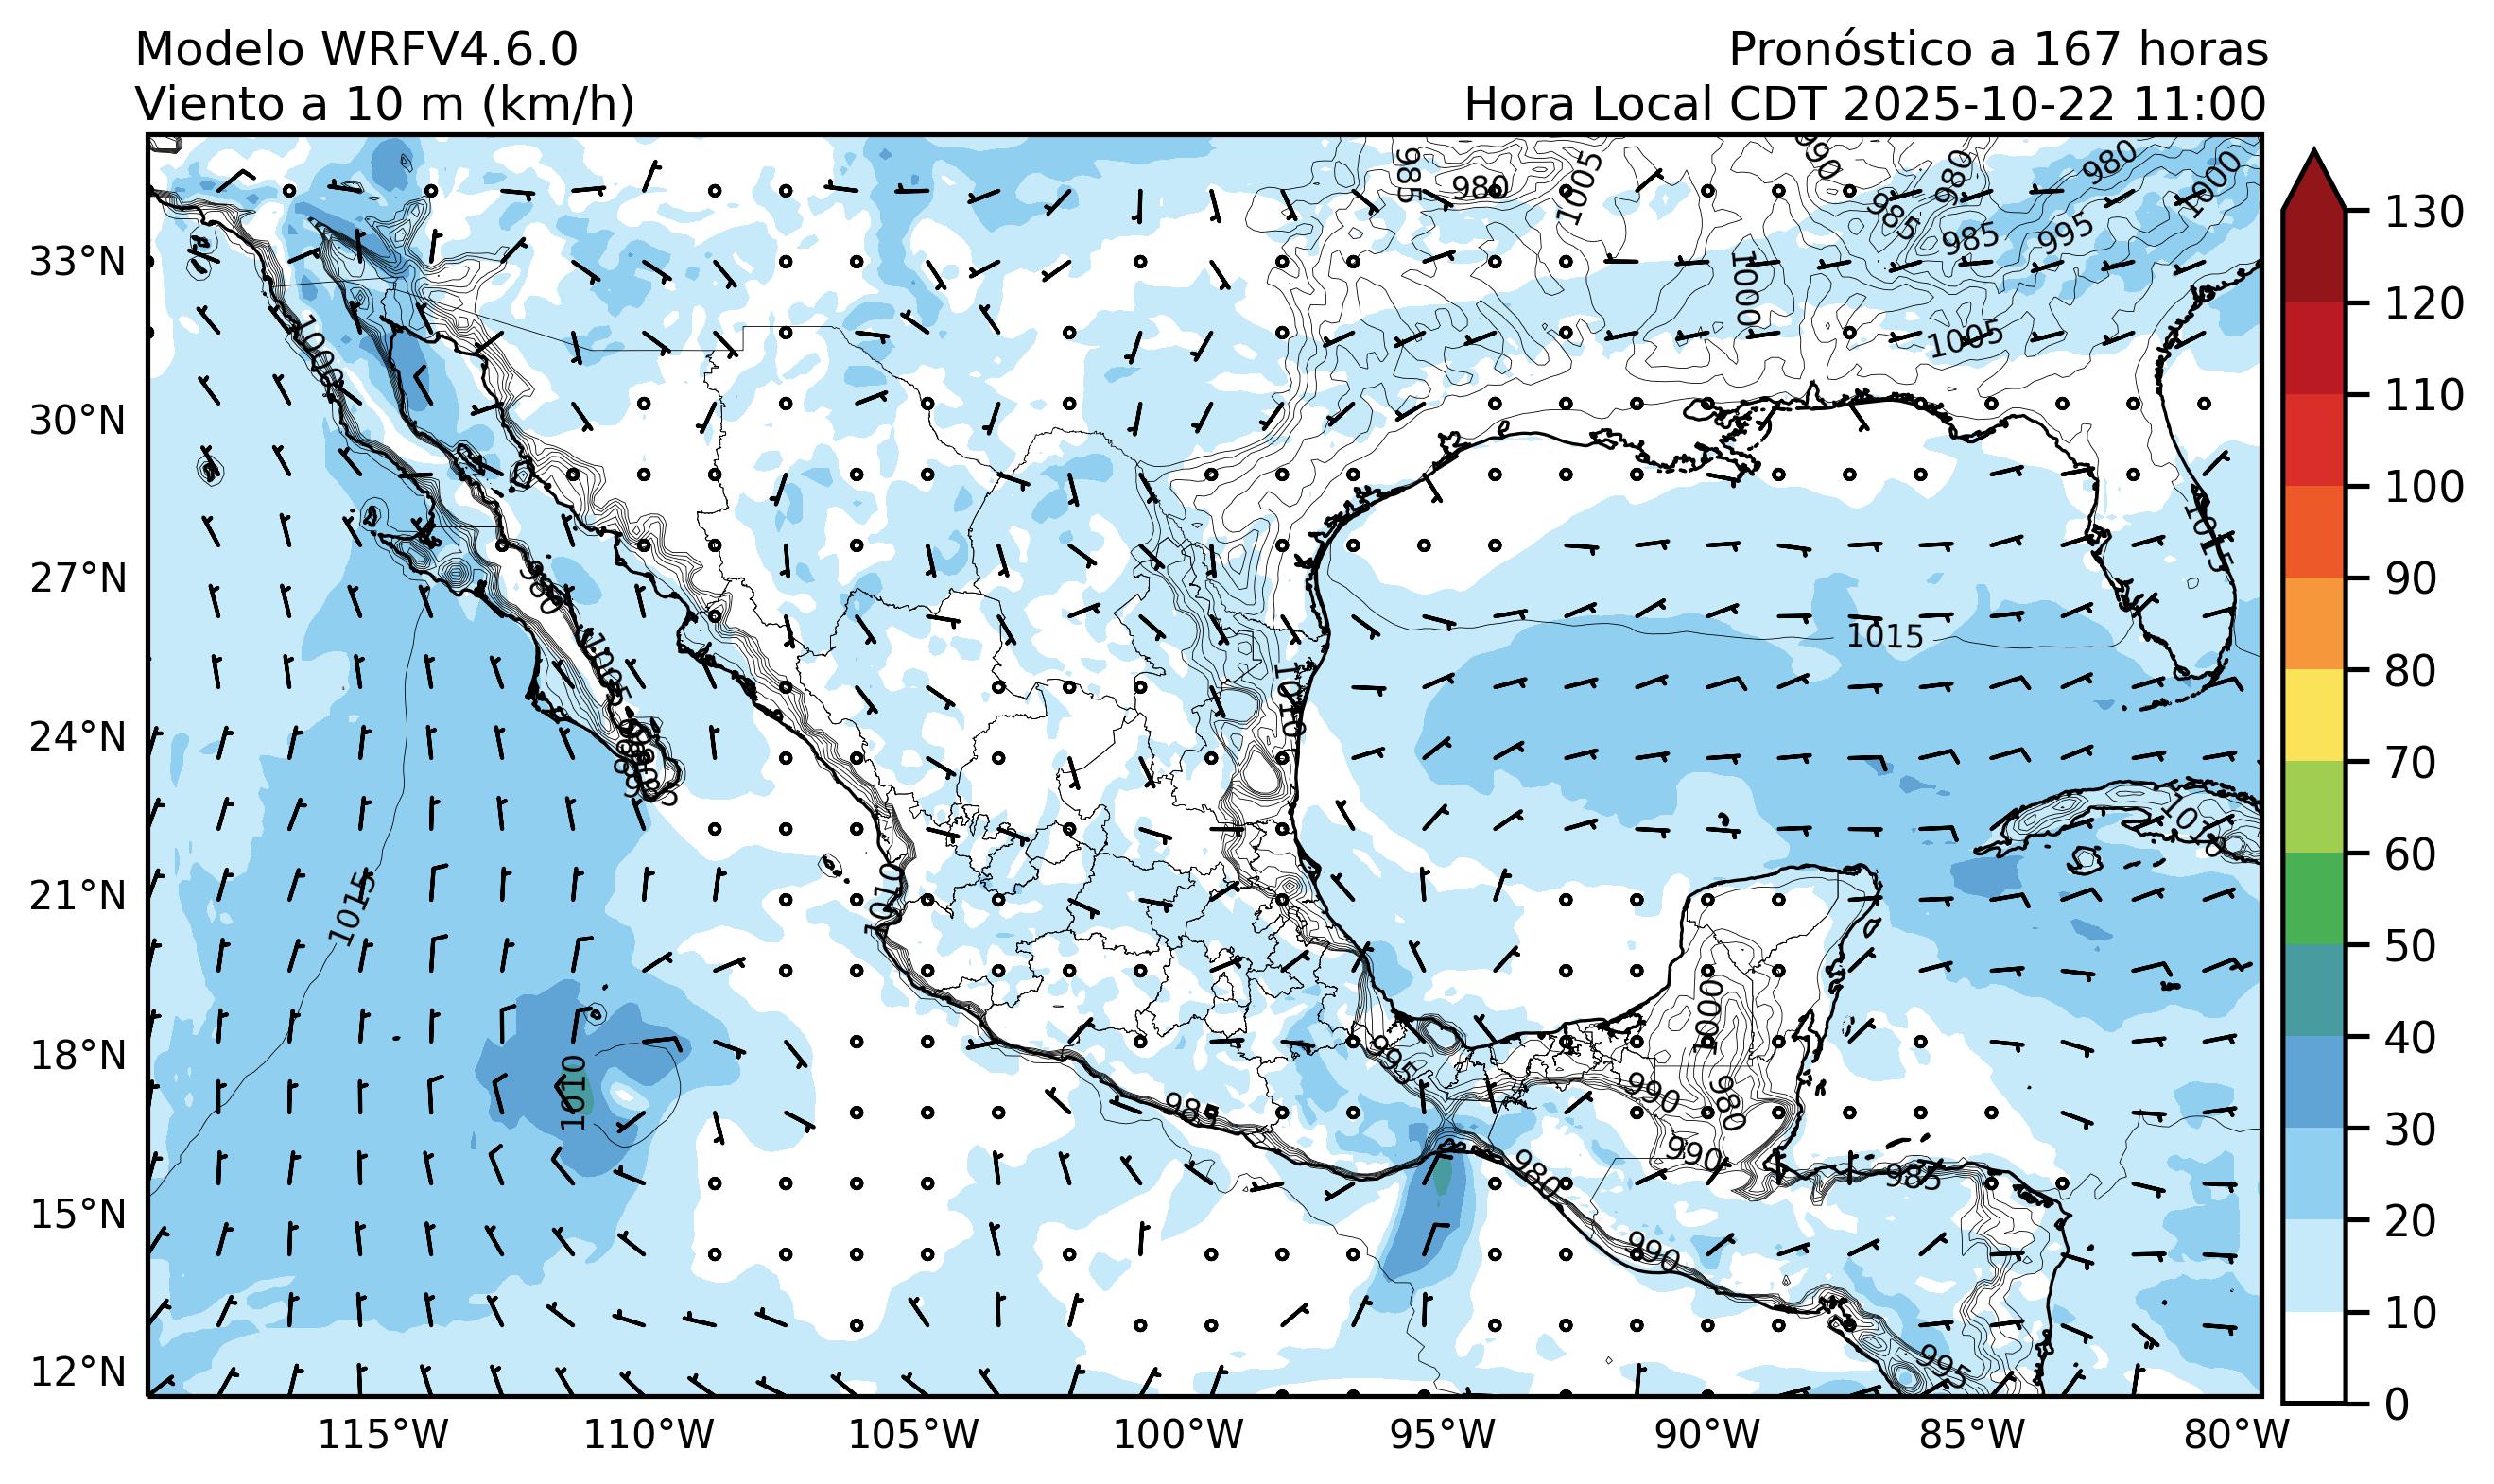 Modelo WRFV4.6.0
Viento a 10 m (km/h)
Pronóstico a 167 horas
Hora Local CDT 2025-10-22 11:00
33°N
30°N
27°N
24°N
21°N
18°N
15°N
12°N
115°W
110°W
105°W
100°W
95°W
90°W
85°W
80°W
130
120
110
100
90
80
70
60
50
40
30
20
10
0
985
980
1005
990
980
980
1000
985
985
995
1000
1005
1000
1015
980
1005
1015
1010
1015
1010
1010
1000
995
985
990
980
990
980
985
990
995